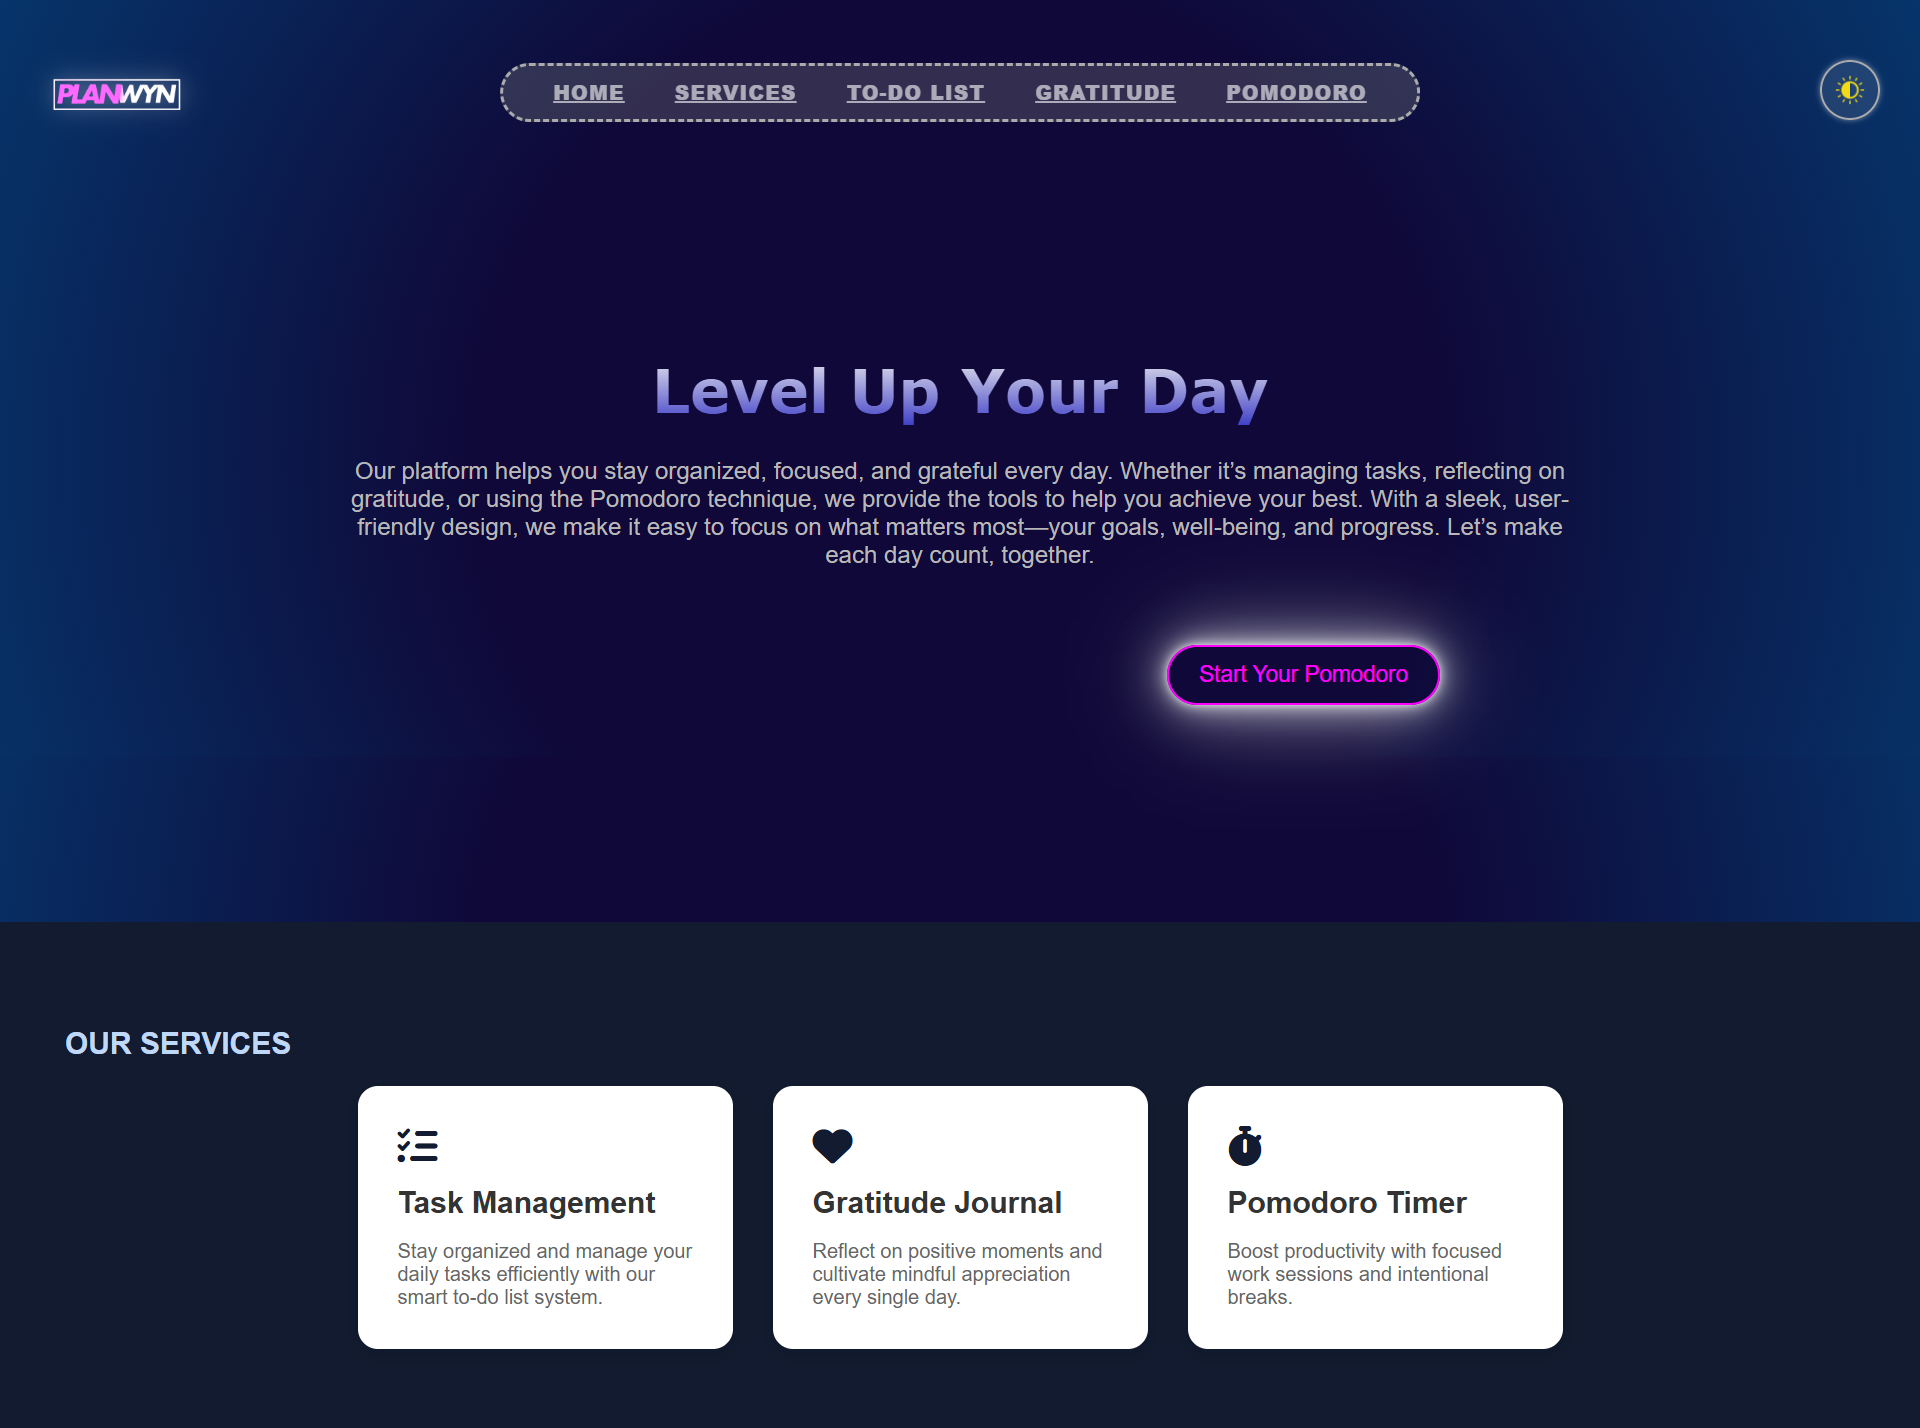 PLANWYN
HOME SERVICES TO-DO LIST GRATITUDE POMODORO
Level Up Your Day
Our platform helps you stay organized, focused, and grateful every day. Whether it’s managing tasks, reflecting on
gratitude, or using the Pomodoro technique, we provide the tools to help you achieve your best. With a sleek, user-
friendly design, we make it easy to focus on what matters most—your goals, well-being, and progress. Let’s make
each day count, together.
Start Your Pomodoro
OUR SERVICES
Task Management
Stay organized and manage your
daily tasks efficiently with our
smart to-do list system.
Gratitude Journal
Reflect on positive moments and
cultivate mindful appreciation
every single day.
Pomodoro Timer
Boost productivity with focused
work sessions and intentional
breaks.